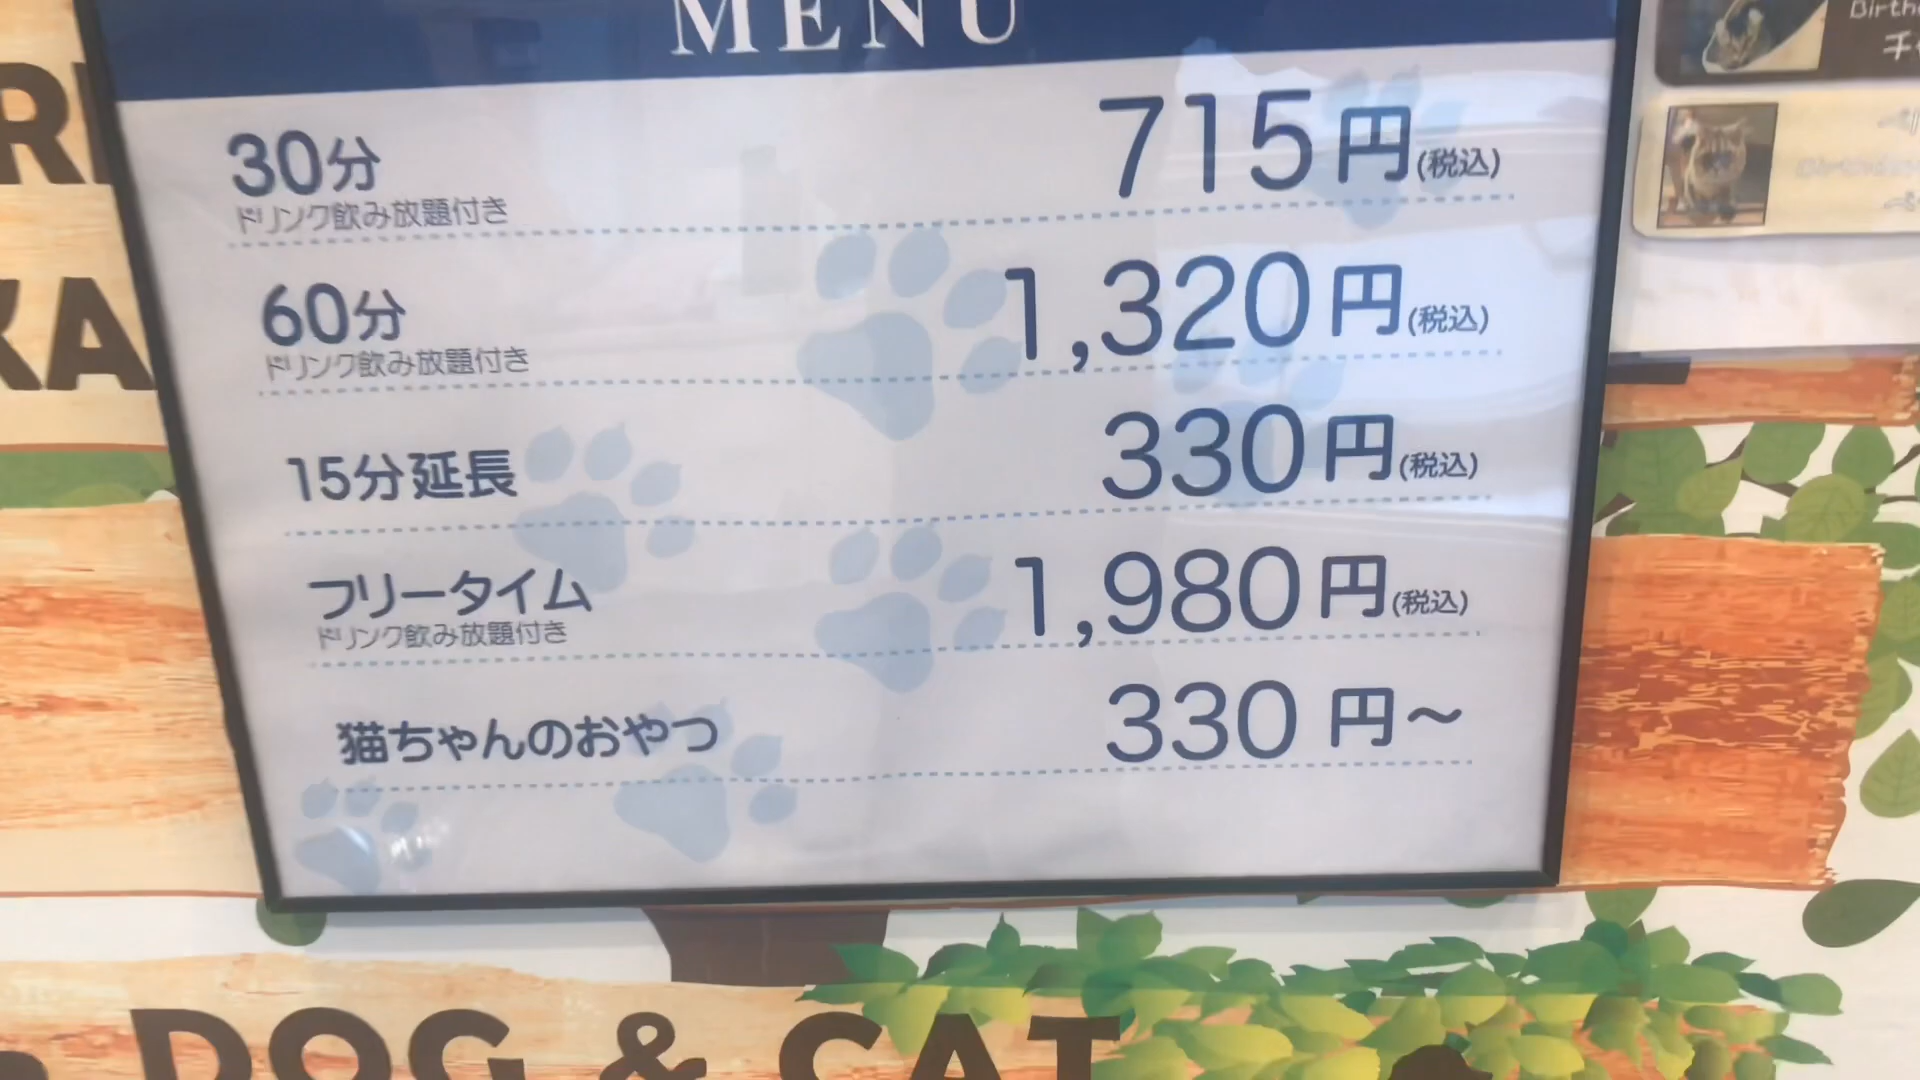 MENU
30分 715円(税込)
ドリンク飲み放題付き
60分 1,320円(税込)
ドリンク飲み放題付き
15分延長 330円(税込)
フリータイム 1,980円(税込)
ドリンク飲み放題付き
猫ちゃんのおやつ 330円～
DOG & CAT